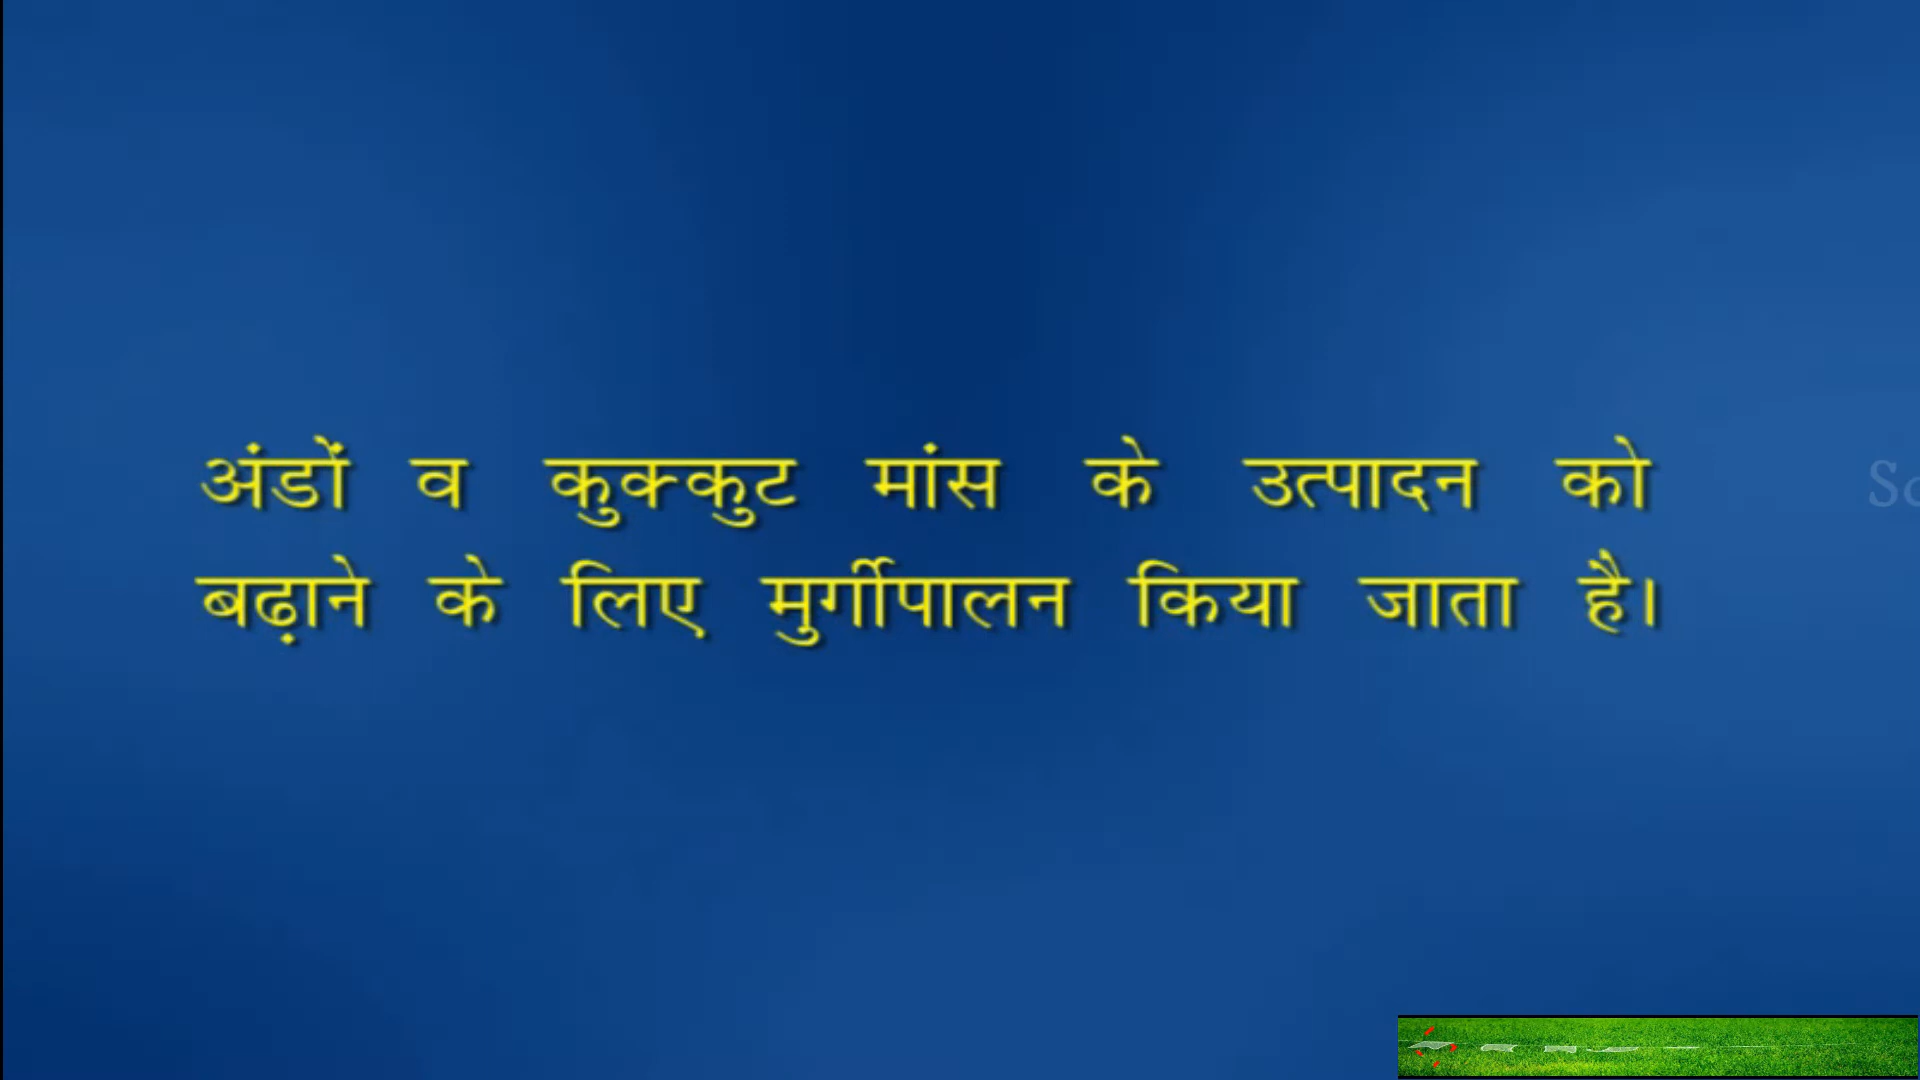 अंडों व कुक्कुट मांस के उत्पादन को
बढ़ाने के लिए मुर्गीपालन किया जाता है।